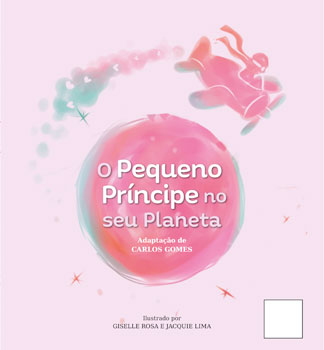 O Pequeno
Príncipe no
seu Planeta
Adaptação de
CARLOS GOMES
Ilustrado por
GISELLE ROSA E JACQUIE LIMA